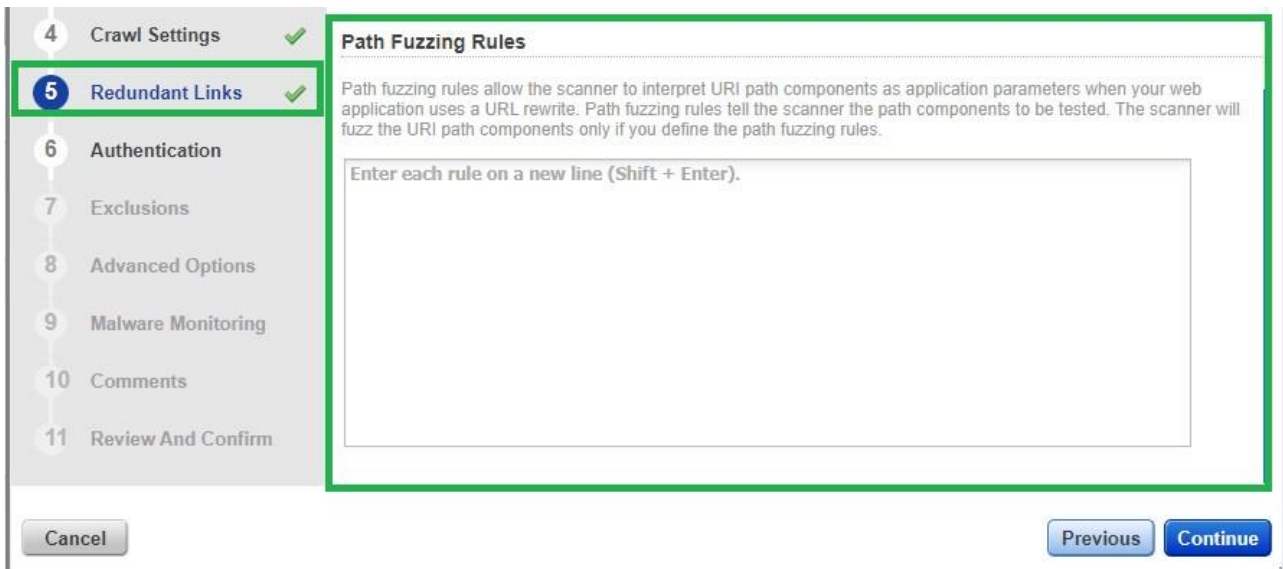 4 Crawl Settings
5 Redundant Links
6 Authentication
7 Exclusions
8 Advanced Options
9 Malware Monitoring
10 Comments
11 Review And Confirm
Path Fuzzing Rules
Path fuzzing rules allow the scanner to interpret URI path components as application parameters when your web
application uses a URL rewrite. Path fuzzing rules tell the scanner the path components to be tested. The scanner will
fuzz the URI path components only if you define the path fuzzing rules.
Enter each rule on a new line (Shift + Enter).
Cancel
Previous
Continue